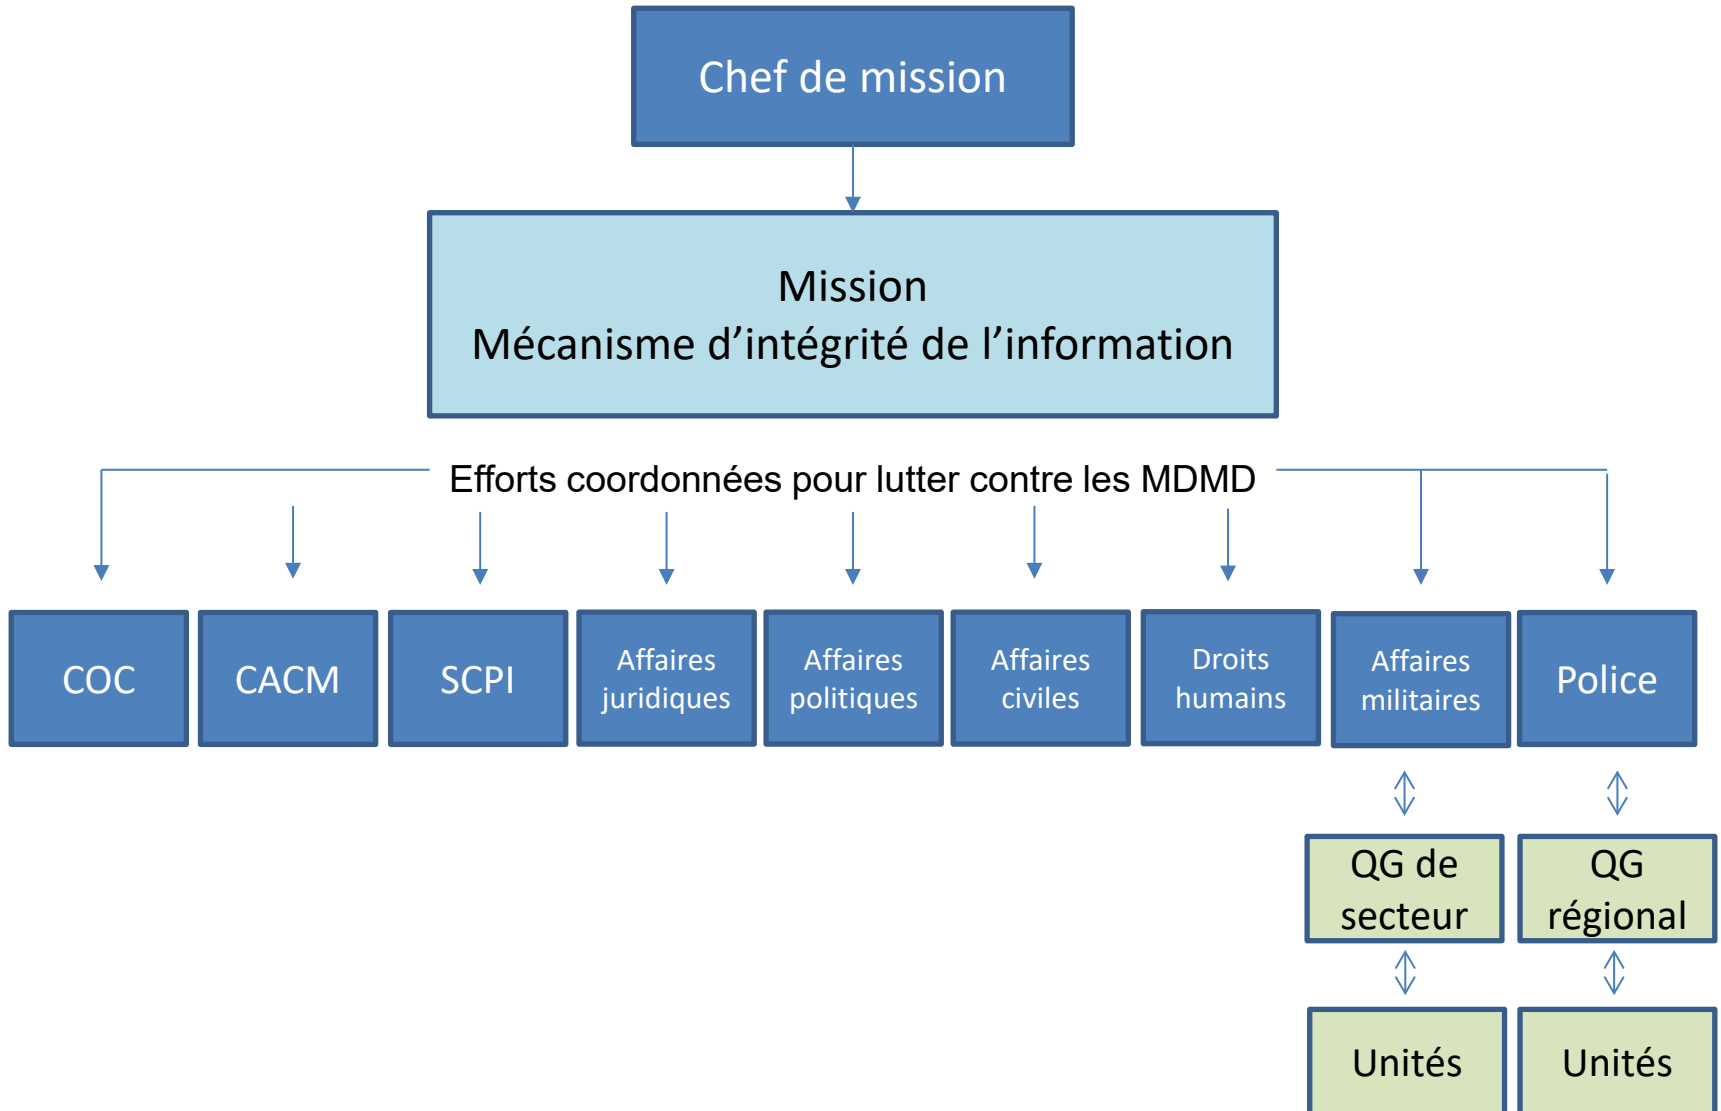 Chef de mission
Mission
Mécanisme d’intégrité de l’information
Efforts coordonnées pour lutter contre les MDMD
COC
CACM
SCPI
Affaires
juridiques
Affaires
politiques
Affaires
civiles
Droits
humains
Affaires
militaires
Police
QG de
secteur
QG
régional
Unités
Unités